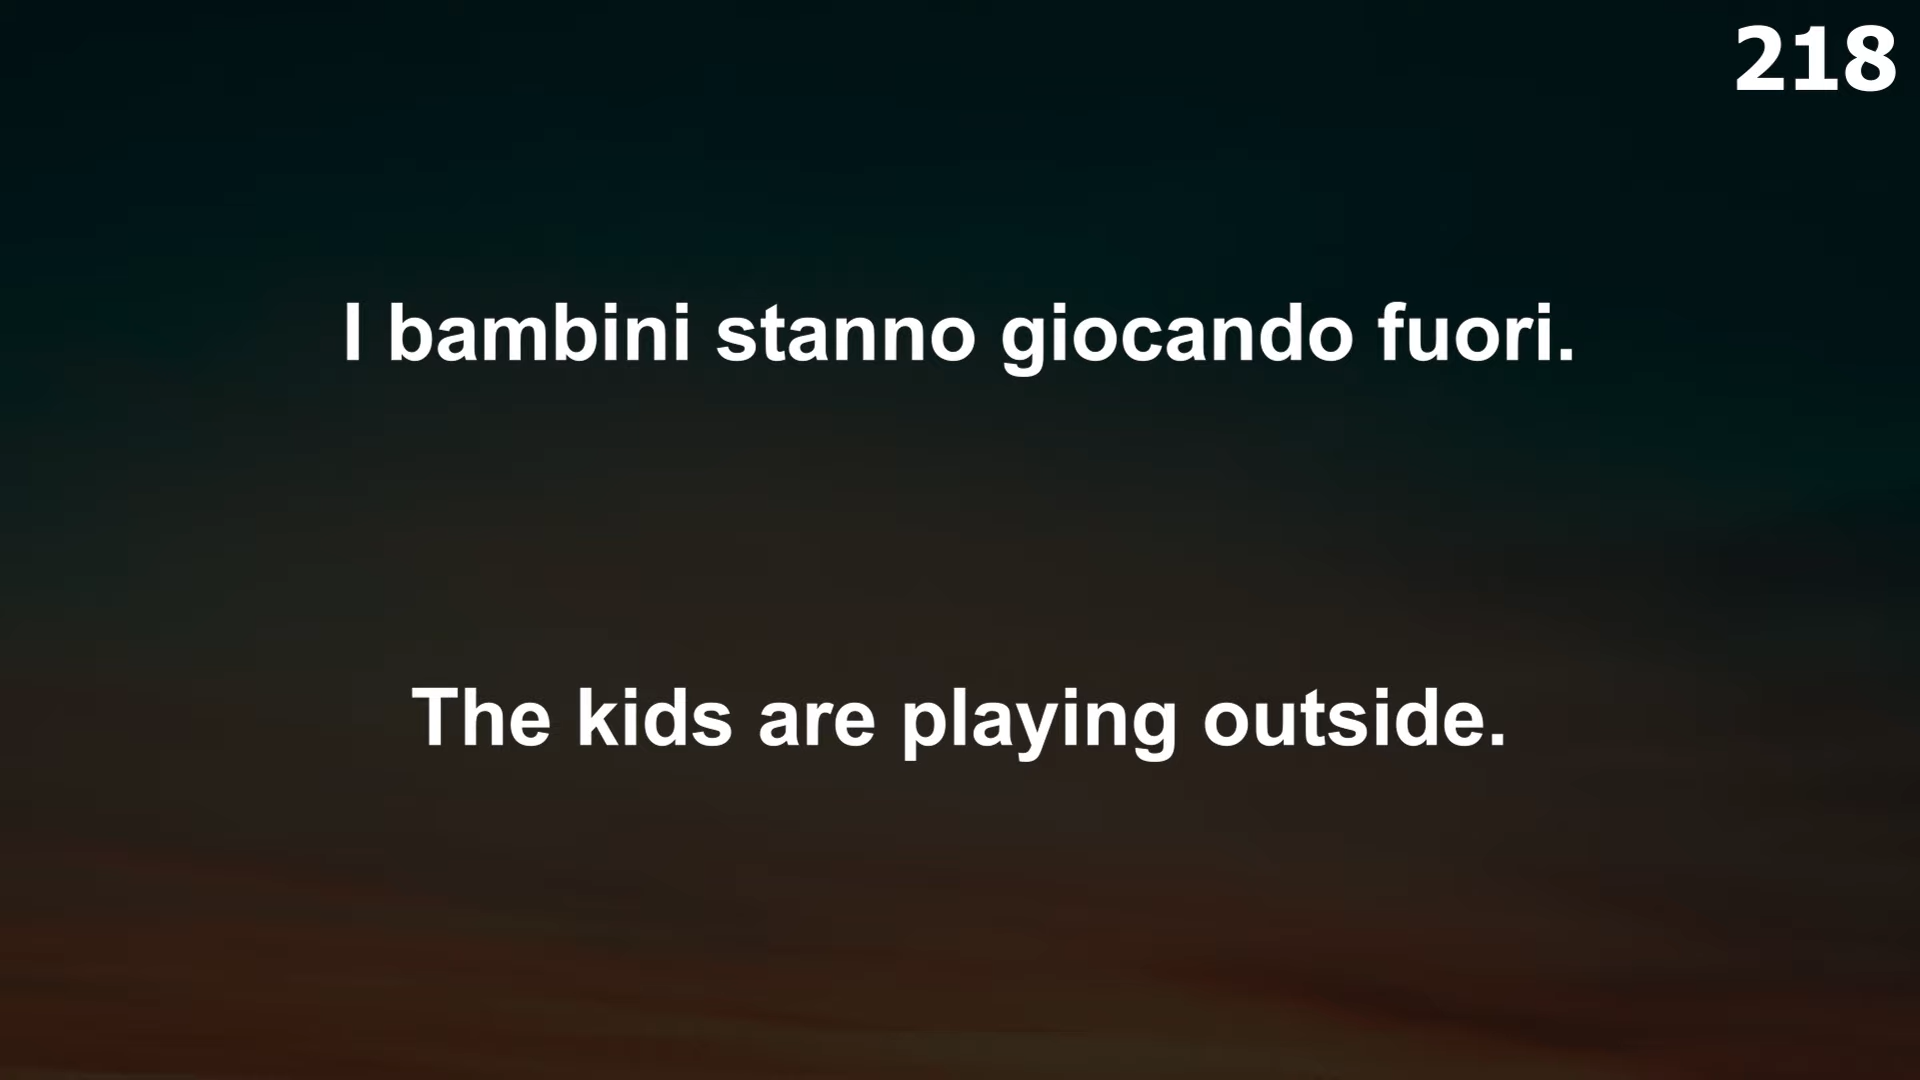 218
I bambini stanno giocando fuori.
The kids are playing outside.